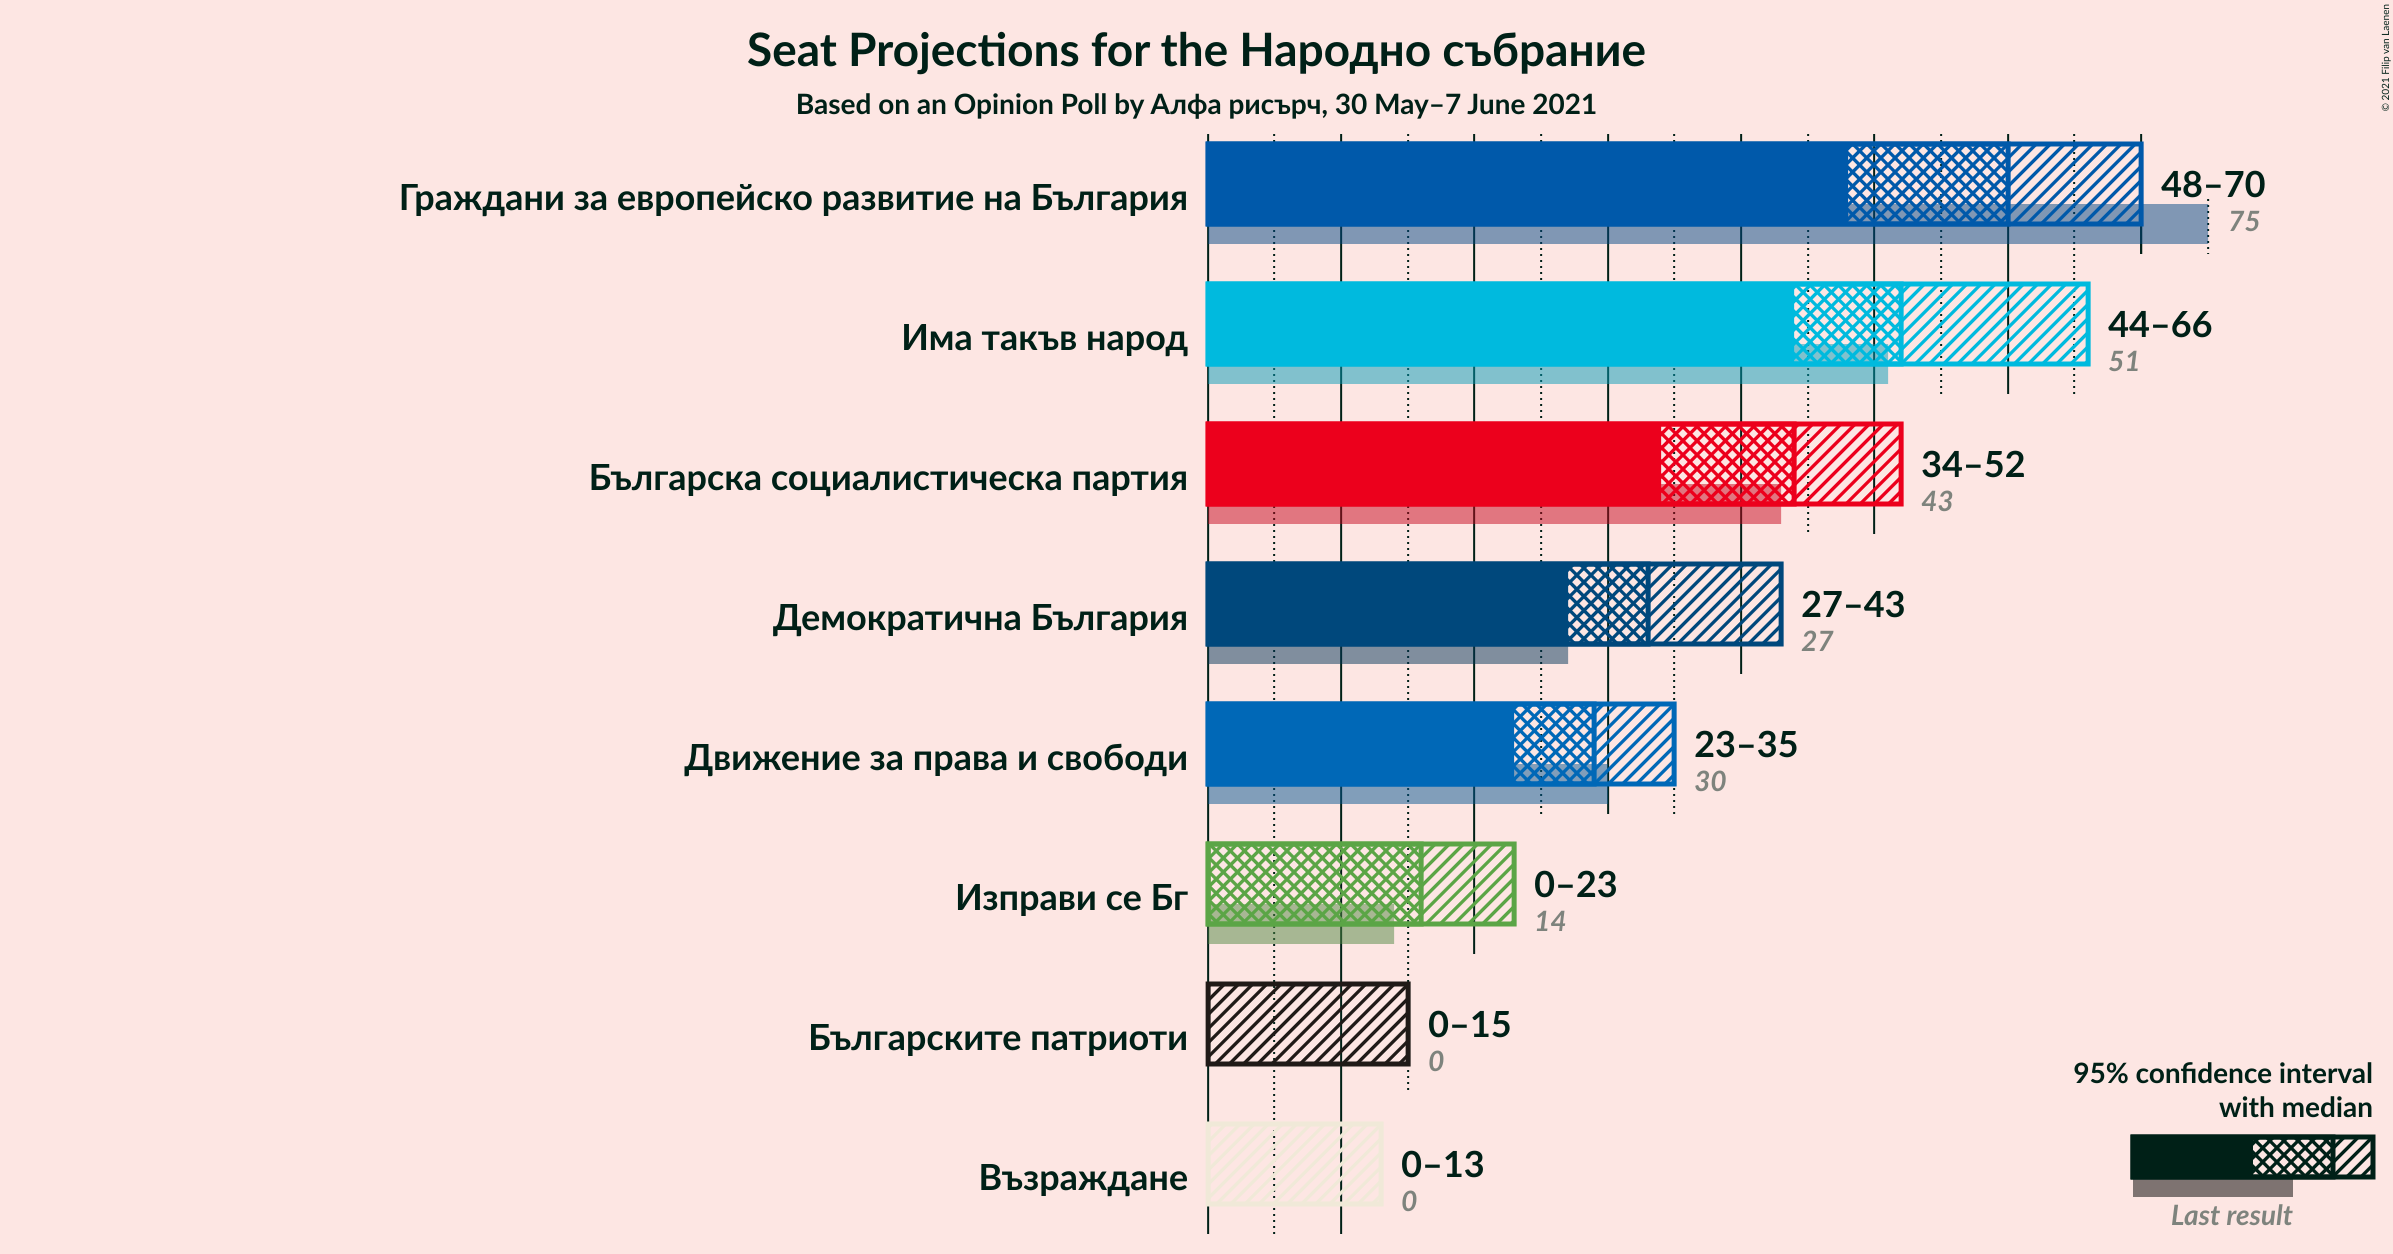 © 2021 Filip van Laenen
Seat Projections for the Народно събрание
Based on an Opinion Poll by Алфа рисърч, 30 May–7 June 2021
Граждани за европейско развитие на България
48–70
75
Има такъв народ
44–66
51
Българска социалистическа партия
34–52
43
Демократична България
27–43
27
Движение за права и свободи
23–35
30
Изправи се Бг
0–23
14
Българските патриоти
0–15
0
Възраждане
0–13
0
95% confidence interval
with median
Last result